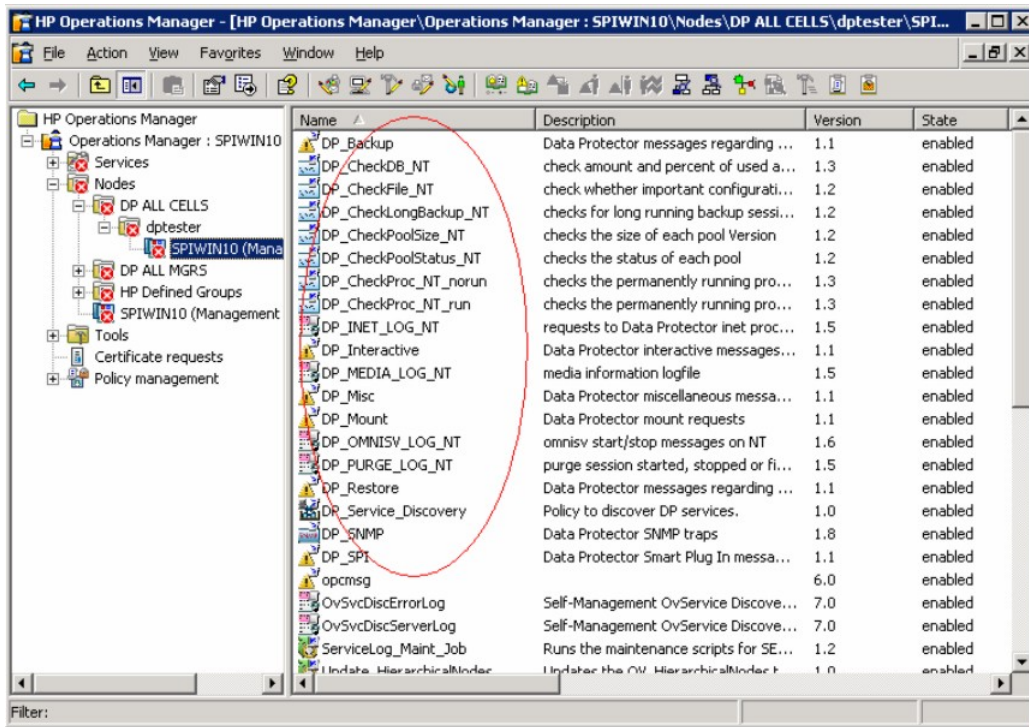 HP Operations Manager - [HP Operations Manager\Operations Manager : SPIWIN10\Nodes\DP ALL CELLS\dptester\SPI...
File Action View Favorites Window Help
HP Operations Manager
Operations Manager : SPIWIN10
Services
Nodes
DP ALL CELLS
dptester
SPIWIN10 (Mana
DP ALL MGRS
HP Defined Groups
SPIWIN10 (Management
Tools
Certificate requests
Policy management
Name Description Version State
DP_Backup Data Protector messages regarding ... 1.1 enabled
DP_CheckDB_NT check amount and percent of used a... 1.3 enabled
DP_CheckFile_NT check whether important configurati... 1.2 enabled
DP_CheckLongBackup_NT checks for long running backup sessi... 1.2 enabled
DP_CheckPoolSize_NT checks the size of each pool Version 1.2 enabled
DP_CheckPoolStatus_NT checks the status of each pool 1.2 enabled
DP_CheckProc_NT_norun checks the permanently running pro... 1.3 enabled
DP_CheckProc_NT_run checks the permanently running pro... 1.3 enabled
DP_INET_LOG_NT requests to Data Protector inet proc... 1.5 enabled
DP_Interactive Data Protector interactive messages... 1.1 enabled
DP_MEDIA_LOG_NT media information logfile 1.5 enabled
DP_Misc Data Protector miscellaneous messa... 1.1 enabled
DP_Mount Data Protector mount requests 1.1 enabled
DP_OMNISV_LOG_NT omnisv start/stop messages on NT 1.6 enabled
DP_PURGE_LOG_NT purge session started, stopped or fi... 1.5 enabled
DP_Restore Data Protector messages regarding ... 1.1 enabled
DP_Service_Discovery Policy to discover DP services. 1.0 enabled
DP_SNMP Data Protector SNMP traps 1.8 enabled
DP_SPI Data Protector Smart Plug In messa... 1.1 enabled
opcmsg 6.0 enabled
OvSvcDiscErrorLog Self-Management OvService Discove... 7.0 enabled
OvSvcDiscServerLog Self-Management OvService Discove... 7.0 enabled
ServiceLog_Maint_Job Runs the maintenance scripts for SE... 1.2 enabled
Update_HierarchicalNodes Updates the OV_HierarchicalNodes t... 1.0 enabled
Filter: